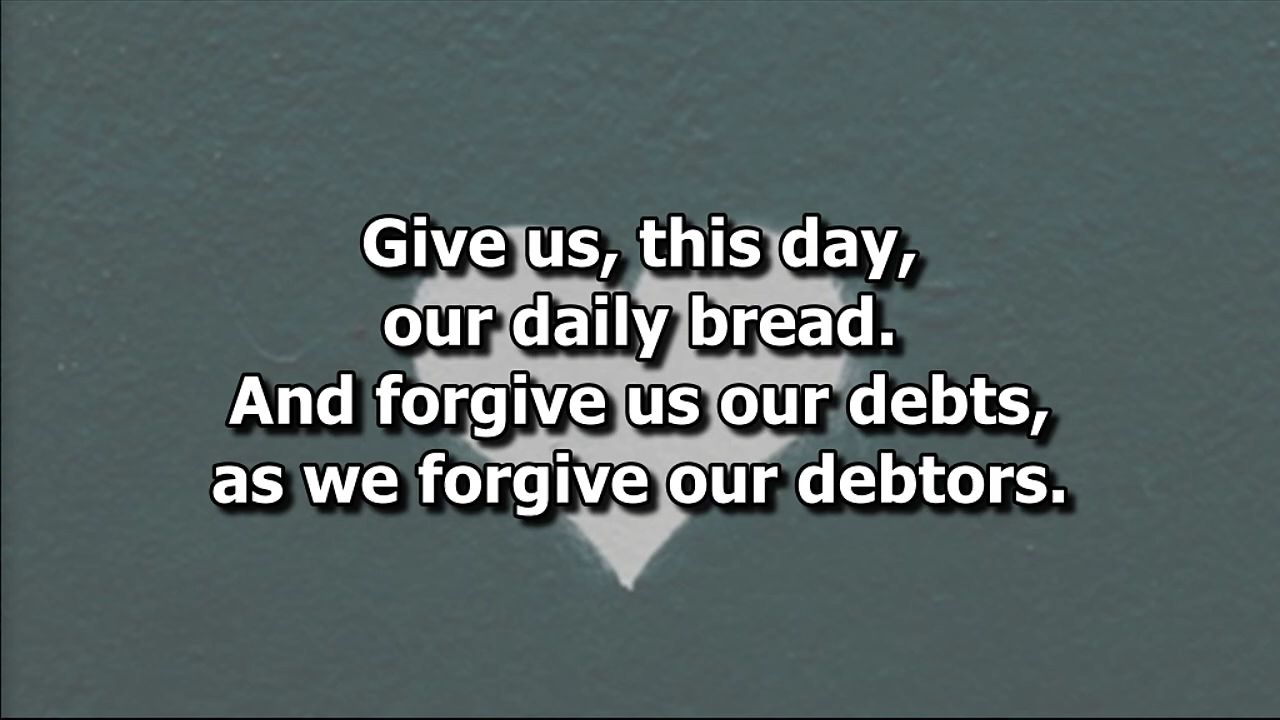 Give us, this day,
our daily bread.
And forgive us our debts,
as we forgive our debtors.